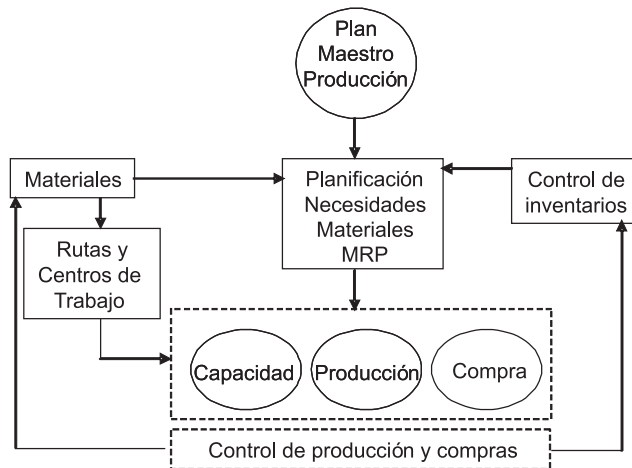 Plan
Maestro
Producción
Materiales
Planificación
Necesidades
Materiales
MRP
Control de
inventarios
Rutas y
Centros de
Trabajo
Capacidad
Producción
Compra
Control de producción y compras